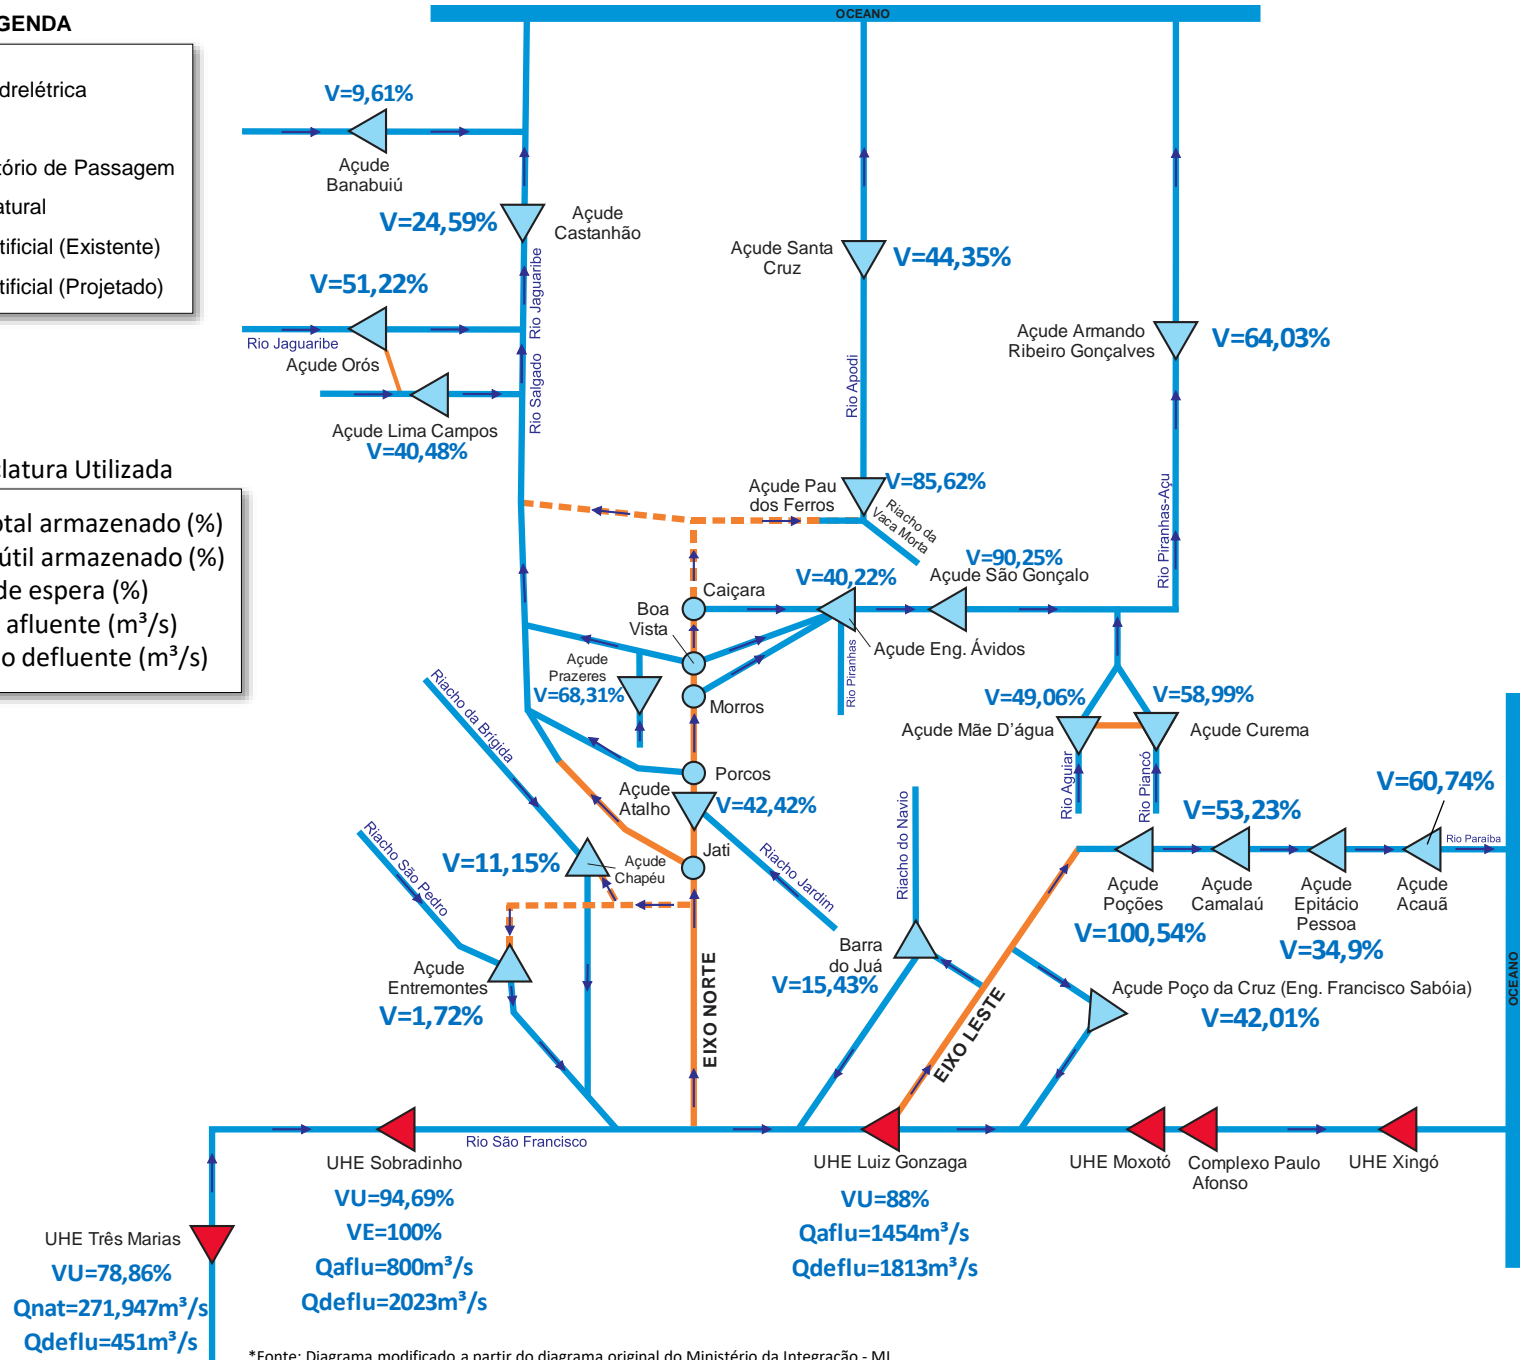 OCEANO
GENDA
drelétrica
tório de Passagem
atural
tificial (Existente)
tificial (Projetado)
V=9,61%
Açude
Banabuiú
V=24,59%
Açude
Castanhão
V=51,22%
Rio Jaguaribe
Açude Orós
Rio Jaguaribe
Rio Salgado
Açude Lima Campos
V=40,48%
Açude Santa
Cruz
V=44,35%
Rio Apodi
Açude Armando
Ribeiro Gonçalves
V=64,03%
Rio Piranhas-Açu
clatura Utilizada
otal armazenado (%)
útil armazenado (%)
de espera (%)
afluente (m³/s)
o defluente (m³/s)
Açude Pau
dos Ferros
V=85,62%
Riacho da
Vaca Morta
V=90,25%
Açude São Gonçalo
V=40,22%
Açude Eng. Ávidos
Rio Piranhas
Caiçara
Boa
Vista
Morros
Açude
Prazeres
V=68,31%
Porcos
Açude
Atalho
V=42,42%
Jati
Riacho Jardim
Riacho da Brígida
Riacho São Pedro
V=11,15%
Açude
Chapéu
Açude
Entremontes
V=1,72%
EIXO NORTE
V=49,06%
Açude Mãe D'água
V=58,99%
Açude Curema
Rio Aguiar
Rio Piancó
V=60,74%
V=53,23%
Rio Paraíba
Açude
Poções
V=100,54%
Açude
Camalaú
Açude
Epitácio
Pessoa
V=34,9%
Açude
Acauã
Riacho do Navio
Barra
do Juá
V=15,43%
EIXO LESTE
Açude Poço da Cruz (Eng. Francisco Sabóia)
V=42,01%
OCEANO
Rio São Francisco
UHE Sobradinho
VU=94,69%
VE=100%
Qaflu=800m³/s
Qdeflu=2023m³/s
UHE Luiz Gonzaga
VU=88%
Qaflu=1454m³/s
Qdeflu=1813m³/s
UHE Moxotó
Complexo Paulo
Afonso
UHE Xingó
UHE Três Marias
VU=78,86%
Qnat=271,947m³/s
Qdeflu=451m³/s
*Fonte: Diagrama modificado a partir do diagrama original do Ministério da Integração - MI